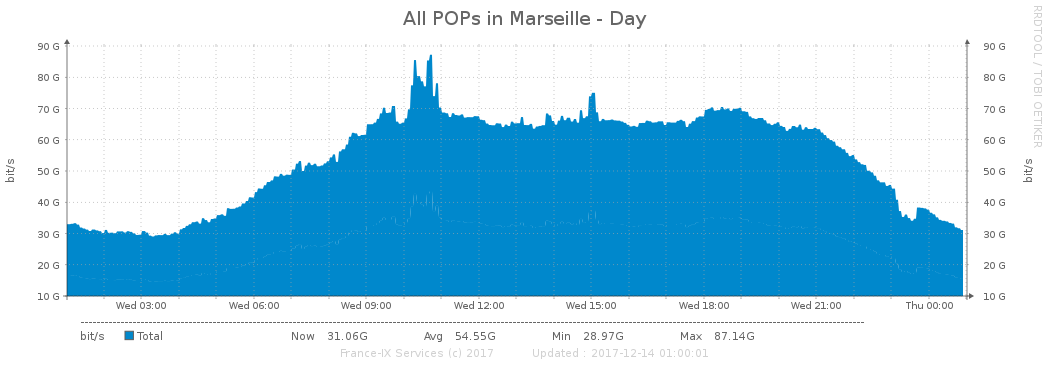 All POPs in Marseille - Day
RRDTOOL / TOBI OETIKER
bit/s
90 G 90 G
80 G 80 G
70 G 70 G
60 G 60 G
50 G 50 G
40 G 40 G
30 G 30 G
20 G 20 G
10 G 10 G
bit/s
Wed 03:00 Wed 06:00 Wed 09:00 Wed 12:00 Wed 15:00 Wed 18:00 Wed 21:00 Thu 00:00
bit/s Total Now 31.06G Avg 54.55G Min 28.97G Max 87.14G
France-IX Services (c) 2017 Updated : 2017-12-14 01:00:01